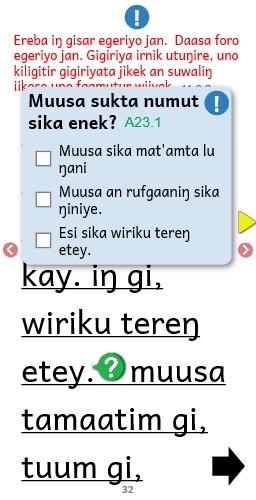 Ereba iŋ gisar egeriyo jan. Daasa foro
egeriyo jan. Gigiriya irnik utuŋire, uno
kiligitir gigiriyata jikek an suwaliŋ
Muusa sukta numut
sika enek? A23.1
Muusa sika mat'amta lu
ŋani
Muusa an rufgaaniŋ sika
ŋiniye.
Esi sika wiriku tereŋ
etey.
kay. iŋ gi,
wiriku tereŋ
etey. ? muusa
tamaatim gi,
tuum gi,
32